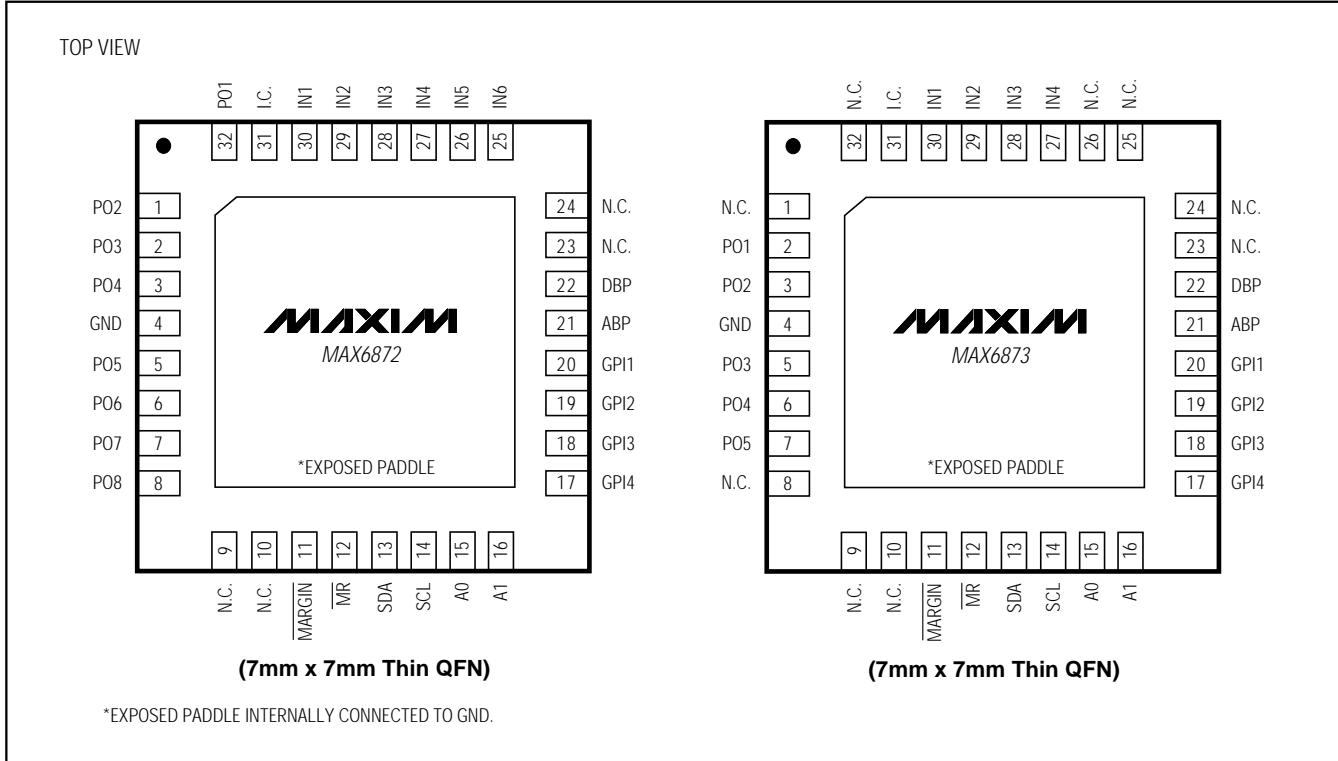 TOP VIEW
PO1 I.C. IN1 IN2 IN3 IN4 IN5 IN6
32 31 30 29 28 27 26 25
PO2 1
PO3 2
PO4 3
GND 4
PO5 5
PO6 6
PO7 7
PO8 8
MAXIM
MAX6872
*EXPOSED PADDLE
24 N.C.
23 N.C.
22 DBP
21 ABP
20 GPI1
19 GPI2
18 GPI3
17 GPI4
9 10 11 12 13 14 15 16
N.C. N.C. MARGIN MR SDA SCL A0 A1
(7mm x 7mm Thin QFN)
N.C. I.C. IN1 IN2 IN3 IN4 N.C. N.C.
32 31 30 29 28 27 26 25
N.C. 1
PO1 2
PO2 3
GND 4
PO3 5
PO4 6
PO5 7
N.C. 8
MAXIM
MAX6873
*EXPOSED PADDLE
24 N.C.
23 N.C.
22 DBP
21 ABP
20 GPI1
19 GPI2
18 GPI3
17 GPI4
9 10 11 12 13 14 15 16
N.C. N.C. MARGIN MR SDA SCL A0 A1
(7mm x 7mm Thin QFN)
*EXPOSED PADDLE INTERNALLY CONNECTED TO GND.